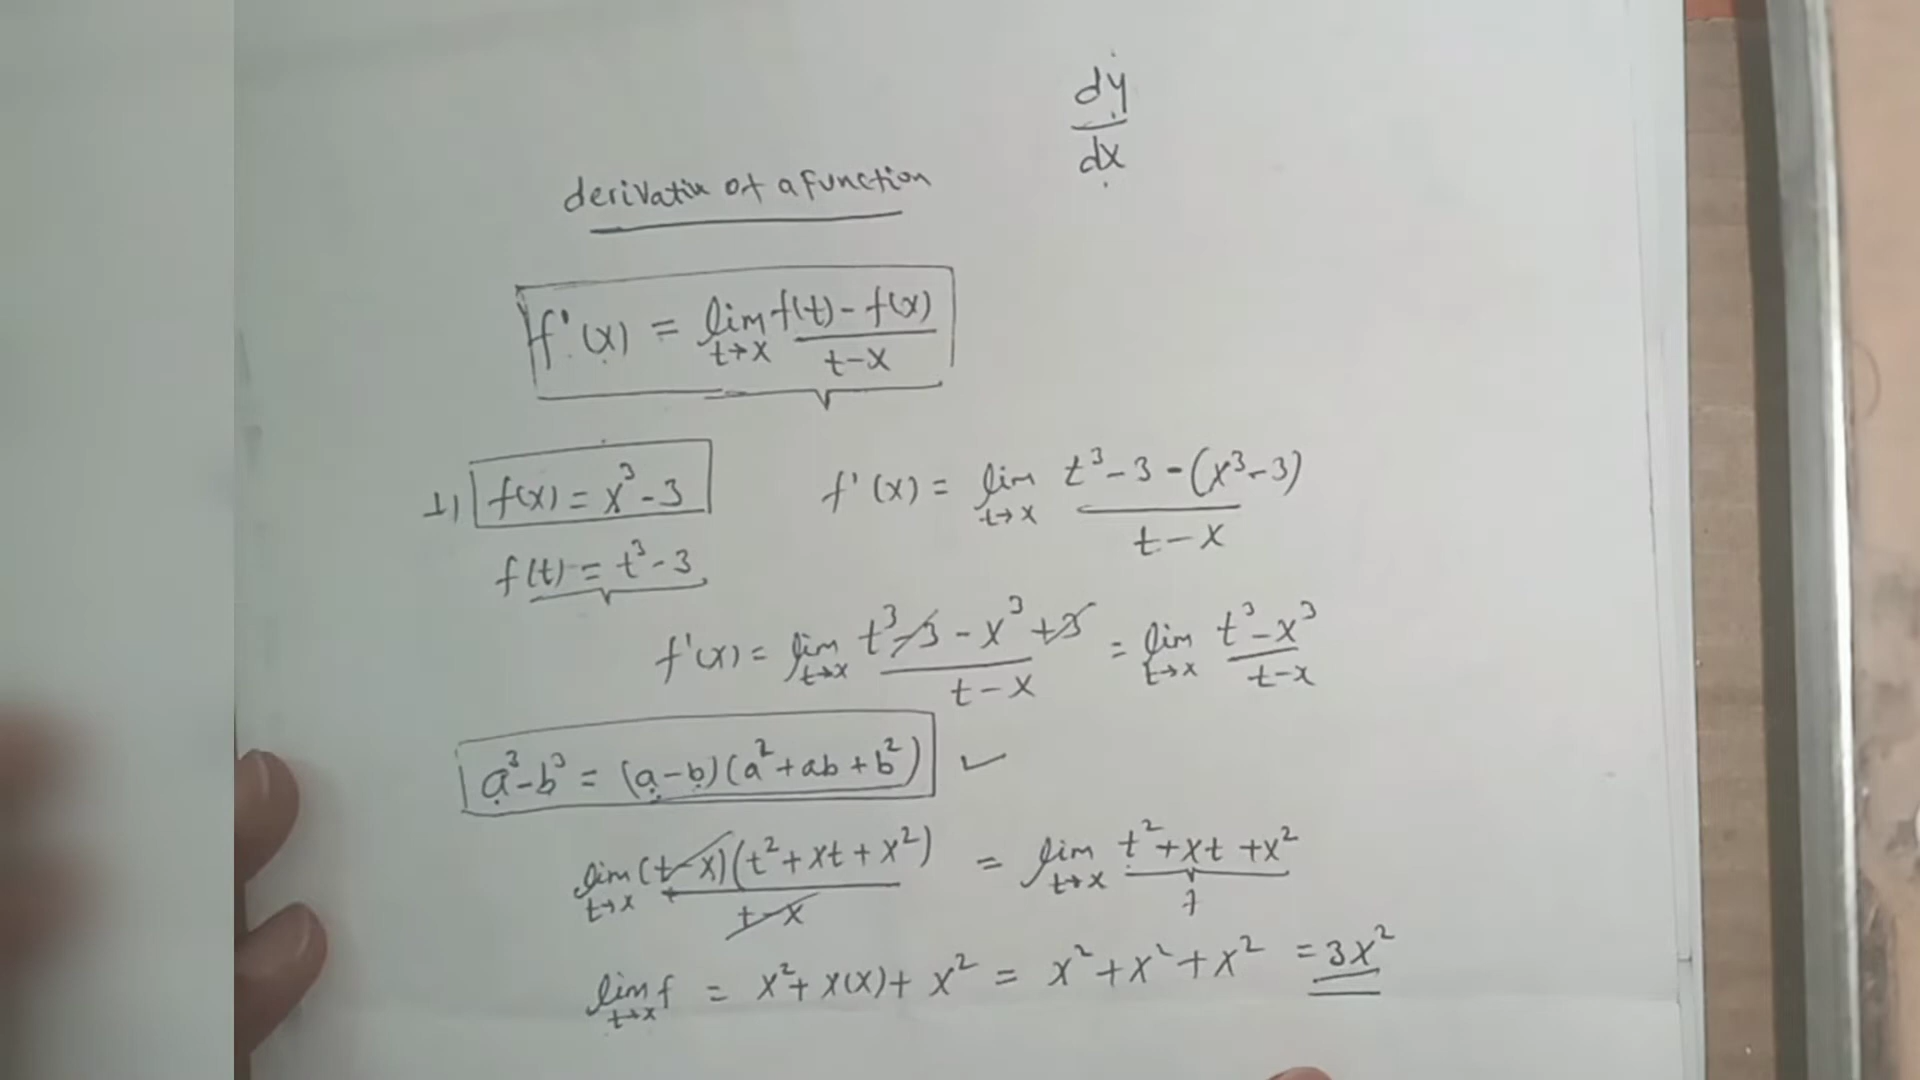 dy/dx
derivative of a function
f'(x) = lim t→x (f(t) - f(x))/(t-x)
1) f(x) = x³ - 3
f'(x) = lim t→x (t³ - 3 - (x³ - 3))/(t-x)
f(t) = t³ - 3
f'(x) = lim t→x (t³ - 3 - x³ + 3)/(t-x) = lim t→x (t³ - x³)/(t-x)
a³ - b³ = (a-b)(a² + ab + b²) ✓
lim t→x ((t-x)(t² + xt + x²))/(t-x) = lim t→x t² + xt + x²
lim t→x f = x² + x(x) + x² = x² + x² + x² = 3x²